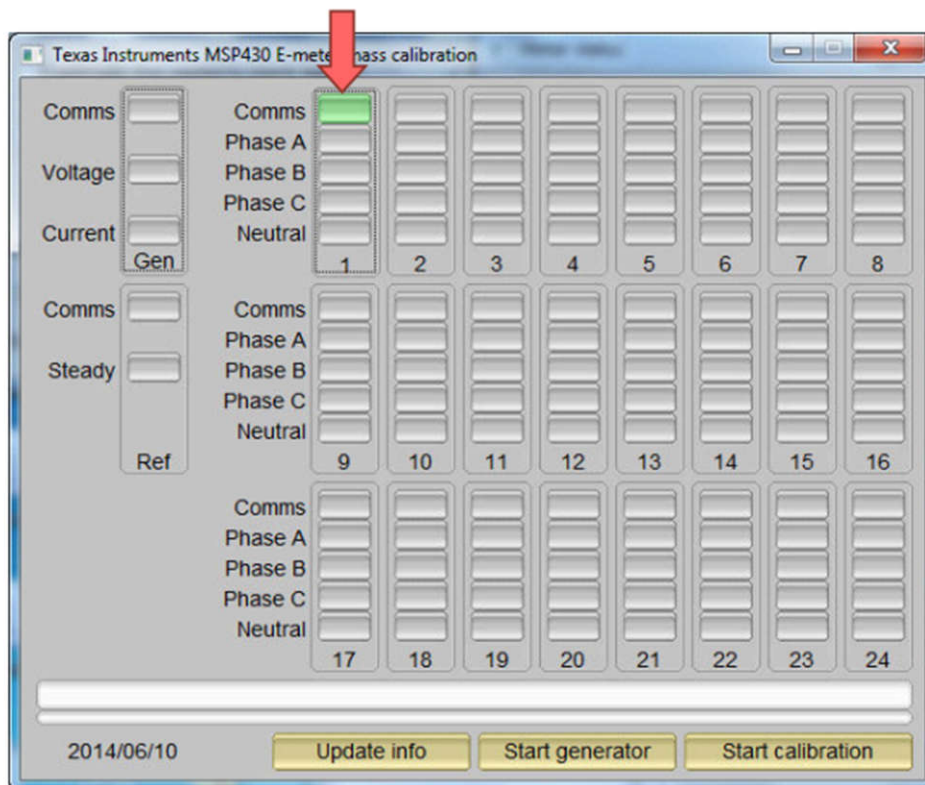 Texas Instruments MSP430 E-mete mass calibration
Comms Comms
Phase A
Voltage Phase B
Phase C
Current Neutral
Gen 1 2 3 4 5 6 7 8
Comms Comms
Phase A
Steady Phase B
Phase C
Neutral
Ref 9 10 11 12 13 14 15 16
Comms
Phase A
Phase B
Phase C
Neutral
17 18 19 20 21 22 23 24
2014/06/10 Update info Start generator Start calibration